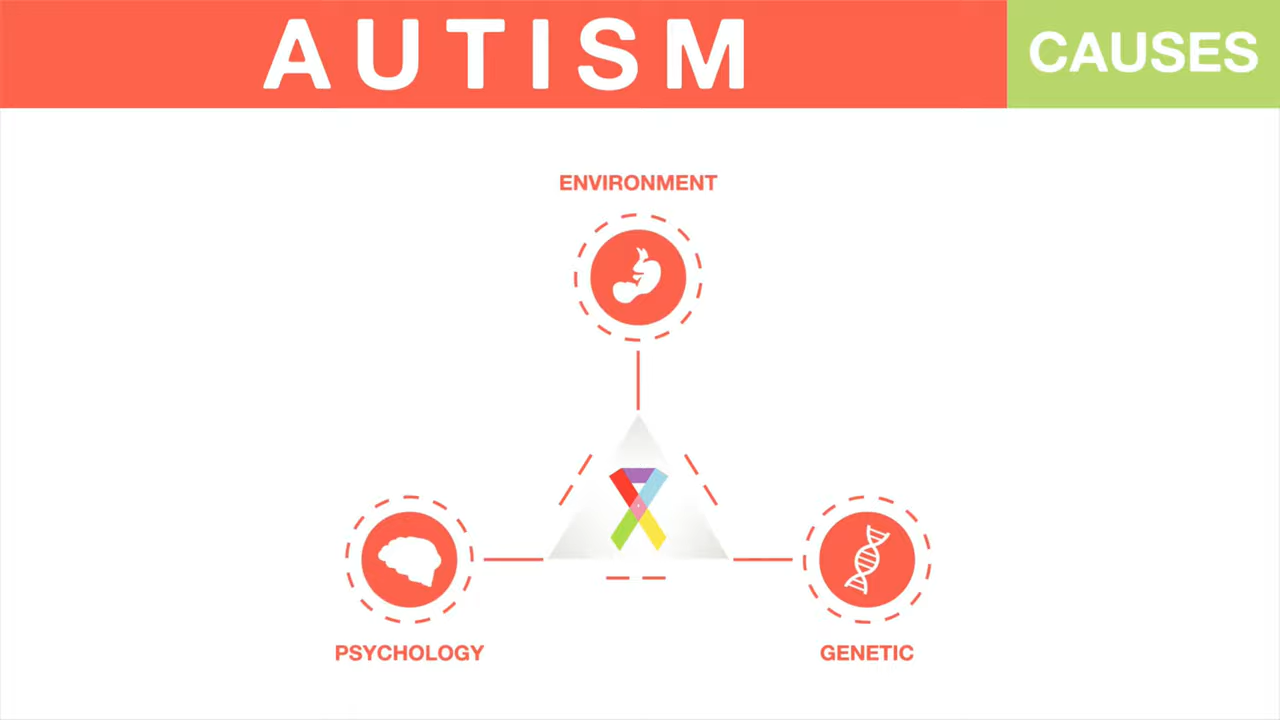 AUTISM
CAUSES
ENVIRONMENT
PSYCHOLOGY
GENETIC